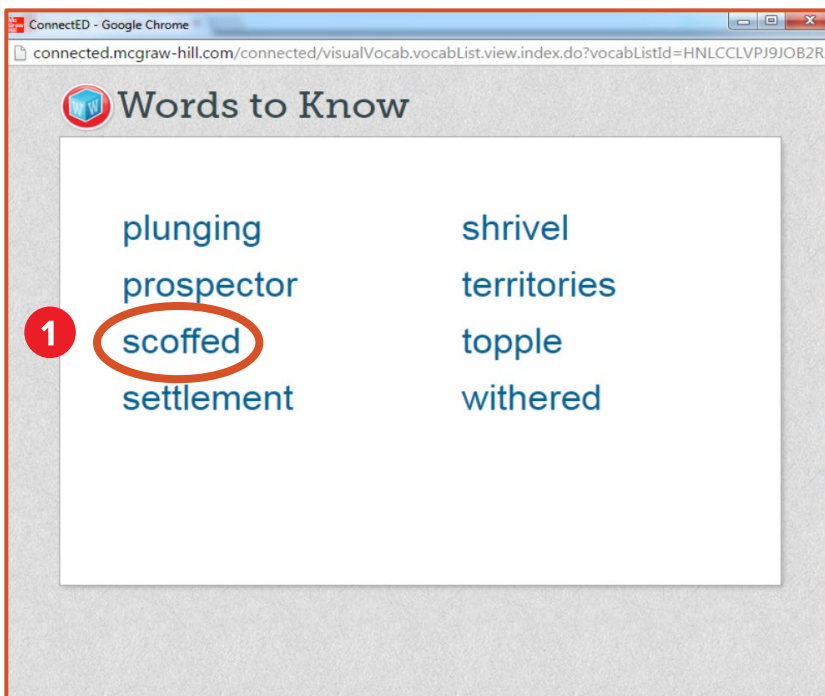 ConnectED - Google Chrome
connected.mcgraw-hill.com/connected/visualVocab.vocabList.view.index.do?vocabListId=HNLCCLVPJ9JOB2R
W W Words to Know
plunging
prospector
1 scoffed
settlement
shrivel
territories
topple
withered